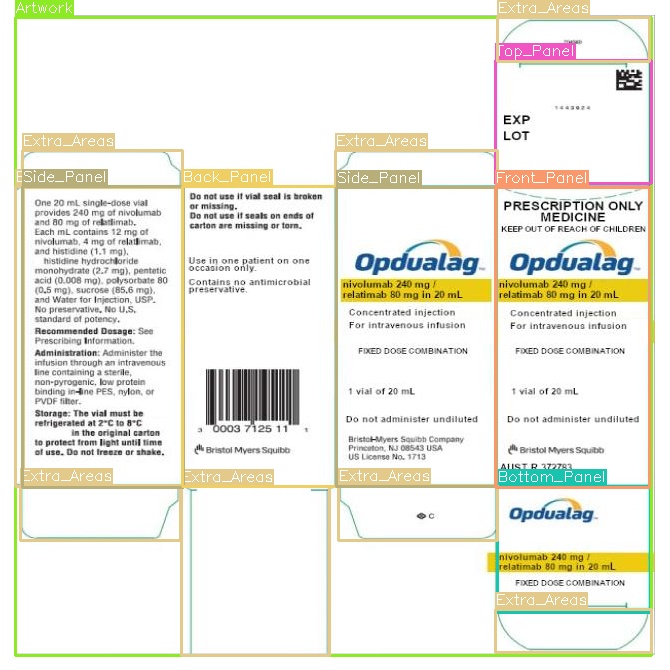 Artwork
Extra_Areas
Top_Panel
1443924
EXP
LOT
Extra_Areas
Extra_Areas
Side_Panel
Back_Panel
Side_Panel
Front_Panel
One 20 mL single-dose vial
provides 240 mg of nivolumab
and 80 mg of relatlimab.
Each mL contains 12 mg of
nivolumab, 4 mg of relatlimab,
and histidine (1.1 mg),
histidine hydrochloride
monohydrate (2.7 mg), pentetic
acid (0.008 mg), polysorbate 80
(0.5 mg), sucrose (85.6 mg),
and Water for Injection, USP.
No preservative. No U.S.
standard of potency.
Recommended Dosage: See
Prescribing Information.
Administration: Administer the
infusion through an intravenous
line containing a sterile,
non-pyrogenic, low protein
binding in-line PES, nylon, or
PVDF filter.
Storage: The vial must be
refrigerated at 2°C to 8°C
in the original carton
to protect from light until time
of use. Do not freeze or shake.
Do not use if vial seal is broken
or missing.
Do not use if seals on ends of
carton are missing or torn.
Use in one patient on one
occasion only.
Contains no antimicrobial
preservative.
3 0003 7125 11 1
Bristol Myers Squibb
Opdualag™
nivolumab 240 mg /
relatimab 80 mg in 20 mL
Concentrated injection
For intravenous infusion
FIXED DOSE COMBINATION
1 vial of 20 mL
Do not administer undiluted
Bristol-Myers Squibb Company
Princeton, NJ 08543 USA
US License No. 1713
PRESCRIPTION ONLY
MEDICINE
KEEP OUT OF REACH OF CHILDREN
Opdualag™
nivolumab 240 mg /
relatimab 80 mg in 20 mL
Concentrated injection
For intravenous infusion
FIXED DOSE COMBINATION
1 vial of 20 mL
Do not administer undiluted
Bristol Myers Squibb
AUST R 372783
Extra_Areas
Extra_Areas
Extra_Areas
Bottom_Panel
C
Opdualag™
nivolumab 240 mg /
relatimab 80 mg in 20 mL
FIXED DOSE COMBINATION
Extra_Areas